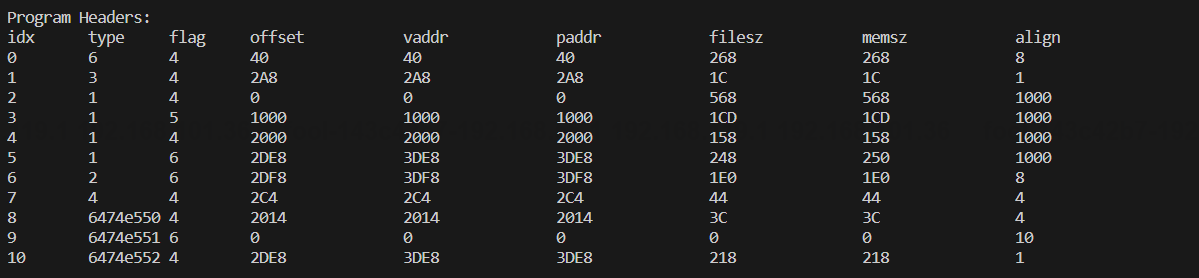 Program Headers:
idx type flag offset vaddr paddr filesz memsz align
0 6 4 40 40 40 268 268 8
1 3 4 2A8 2A8 2A8 1C 1C 1
2 1 4 0 0 0 568 568 1000
3 1 5 1000 1000 1000 1CD 1CD 1000
4 1 4 2000 2000 2000 158 158 1000
5 1 6 2DE8 3DE8 3DE8 248 250 1000
6 2 6 2DF8 3DF8 3DF8 1E0 1E0 8
7 4 4 2C4 2C4 2C4 44 44 4
8 6474e550 4 2014 2014 2014 3C 3C 4
9 6474e551 6 0 0 0 0 0 10
10 6474e552 4 2DE8 3DE8 3DE8 218 218 1